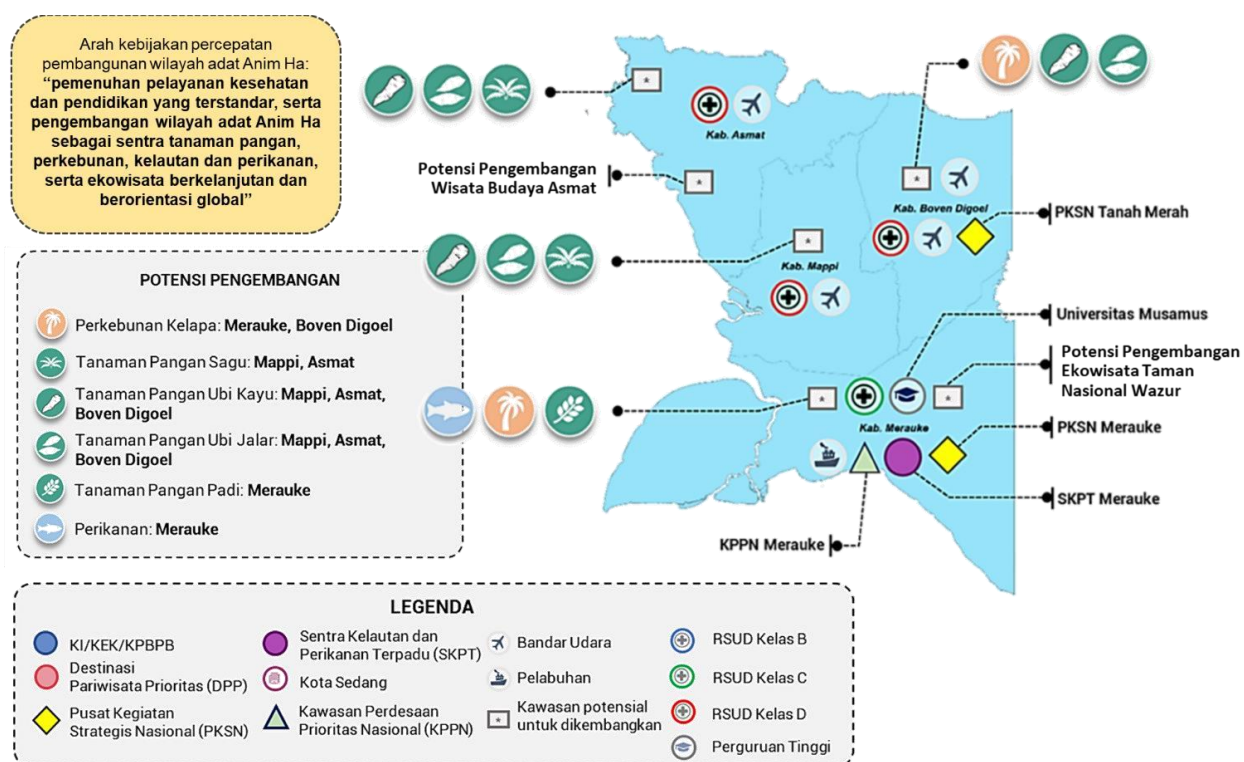 Arah kebijakan percepatan
pembangunan wilayah adat Anim Ha:
“pemenuhan pelayanan kesehatan
dan pendidikan yang terstandar, serta
pengembangan wilayah adat Anim Ha
sebagai sentra tanaman pangan,
perkebunan, kelautan dan perikanan,
serta ekowisata berkelanjutan dan
berorientasi global”
Kab. Asmat
Potensi Pengembangan
Wisata Budaya Asmat
Kab. Boven Digoel
PKSN Tanah Merah
Kab. Mappi
Universitas Musamus
Potensi Pengembangan
Ekowisata Taman
Nasional Wazur
Kab. Merauke
PKSN Merauke
SKPT Merauke
KPPN Merauke
POTENSI PENGEMBANGAN
Perkebunan Kelapa: Merauke, Boven Digoel
Tanaman Pangan Sagu: Mappi, Asmat
Tanaman Pangan Ubi Kayu: Mappi, Asmat,
Boven Digoel
Tanaman Pangan Ubi Jalar: Mappi, Asmat,
Boven Digoel
Tanaman Pangan Padi: Merauke
Perikanan: Merauke
LEGENDA
KI/KEK/KPBPB
Destinasi
Pariwisata Prioritas (DPP)
Pusat Kegiatan
Strategis Nasional (PKSN)
Sentra Kelautan dan
Perikanan Terpadu (SKPT)
Kota Sedang
Kawasan Perdesaan
Prioritas Nasional (KPPN)
Bandar Udara
Pelabuhan
Kawasan potensial
untuk dikembangkan
RSUD Kelas B
RSUD Kelas C
RSUD Kelas D
Perguruan Tinggi